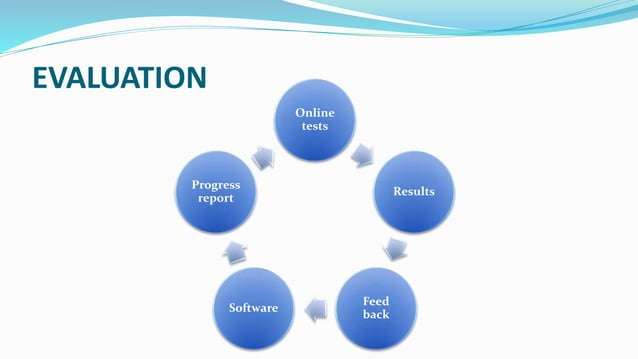 EVALUATION
Online
tests
Results
Feed
back
Software
Progress
report